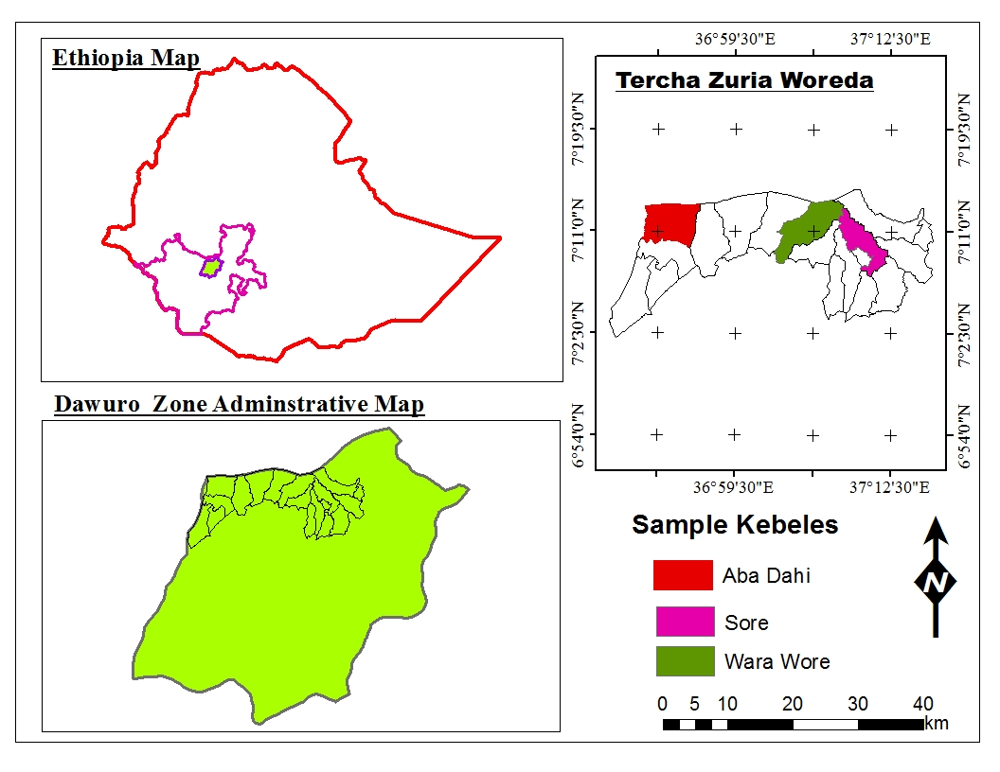 Ethiopia Map
Dawuro Zone Adminstrative Map
36°59'30"E 37°12'30"E
Tercha Zuria Woreda
7°19'30"N 7°19'30"N
7°11'0"N 7°11'0"N
7°2'30"N 7°2'30"N
6°54'0"N 6°54'0"N
36°59'30"E 37°12'30"E
Sample Kebeles
Aba Dahi
Sore
Wara Wore
N
0 5 10 20 30 40
km